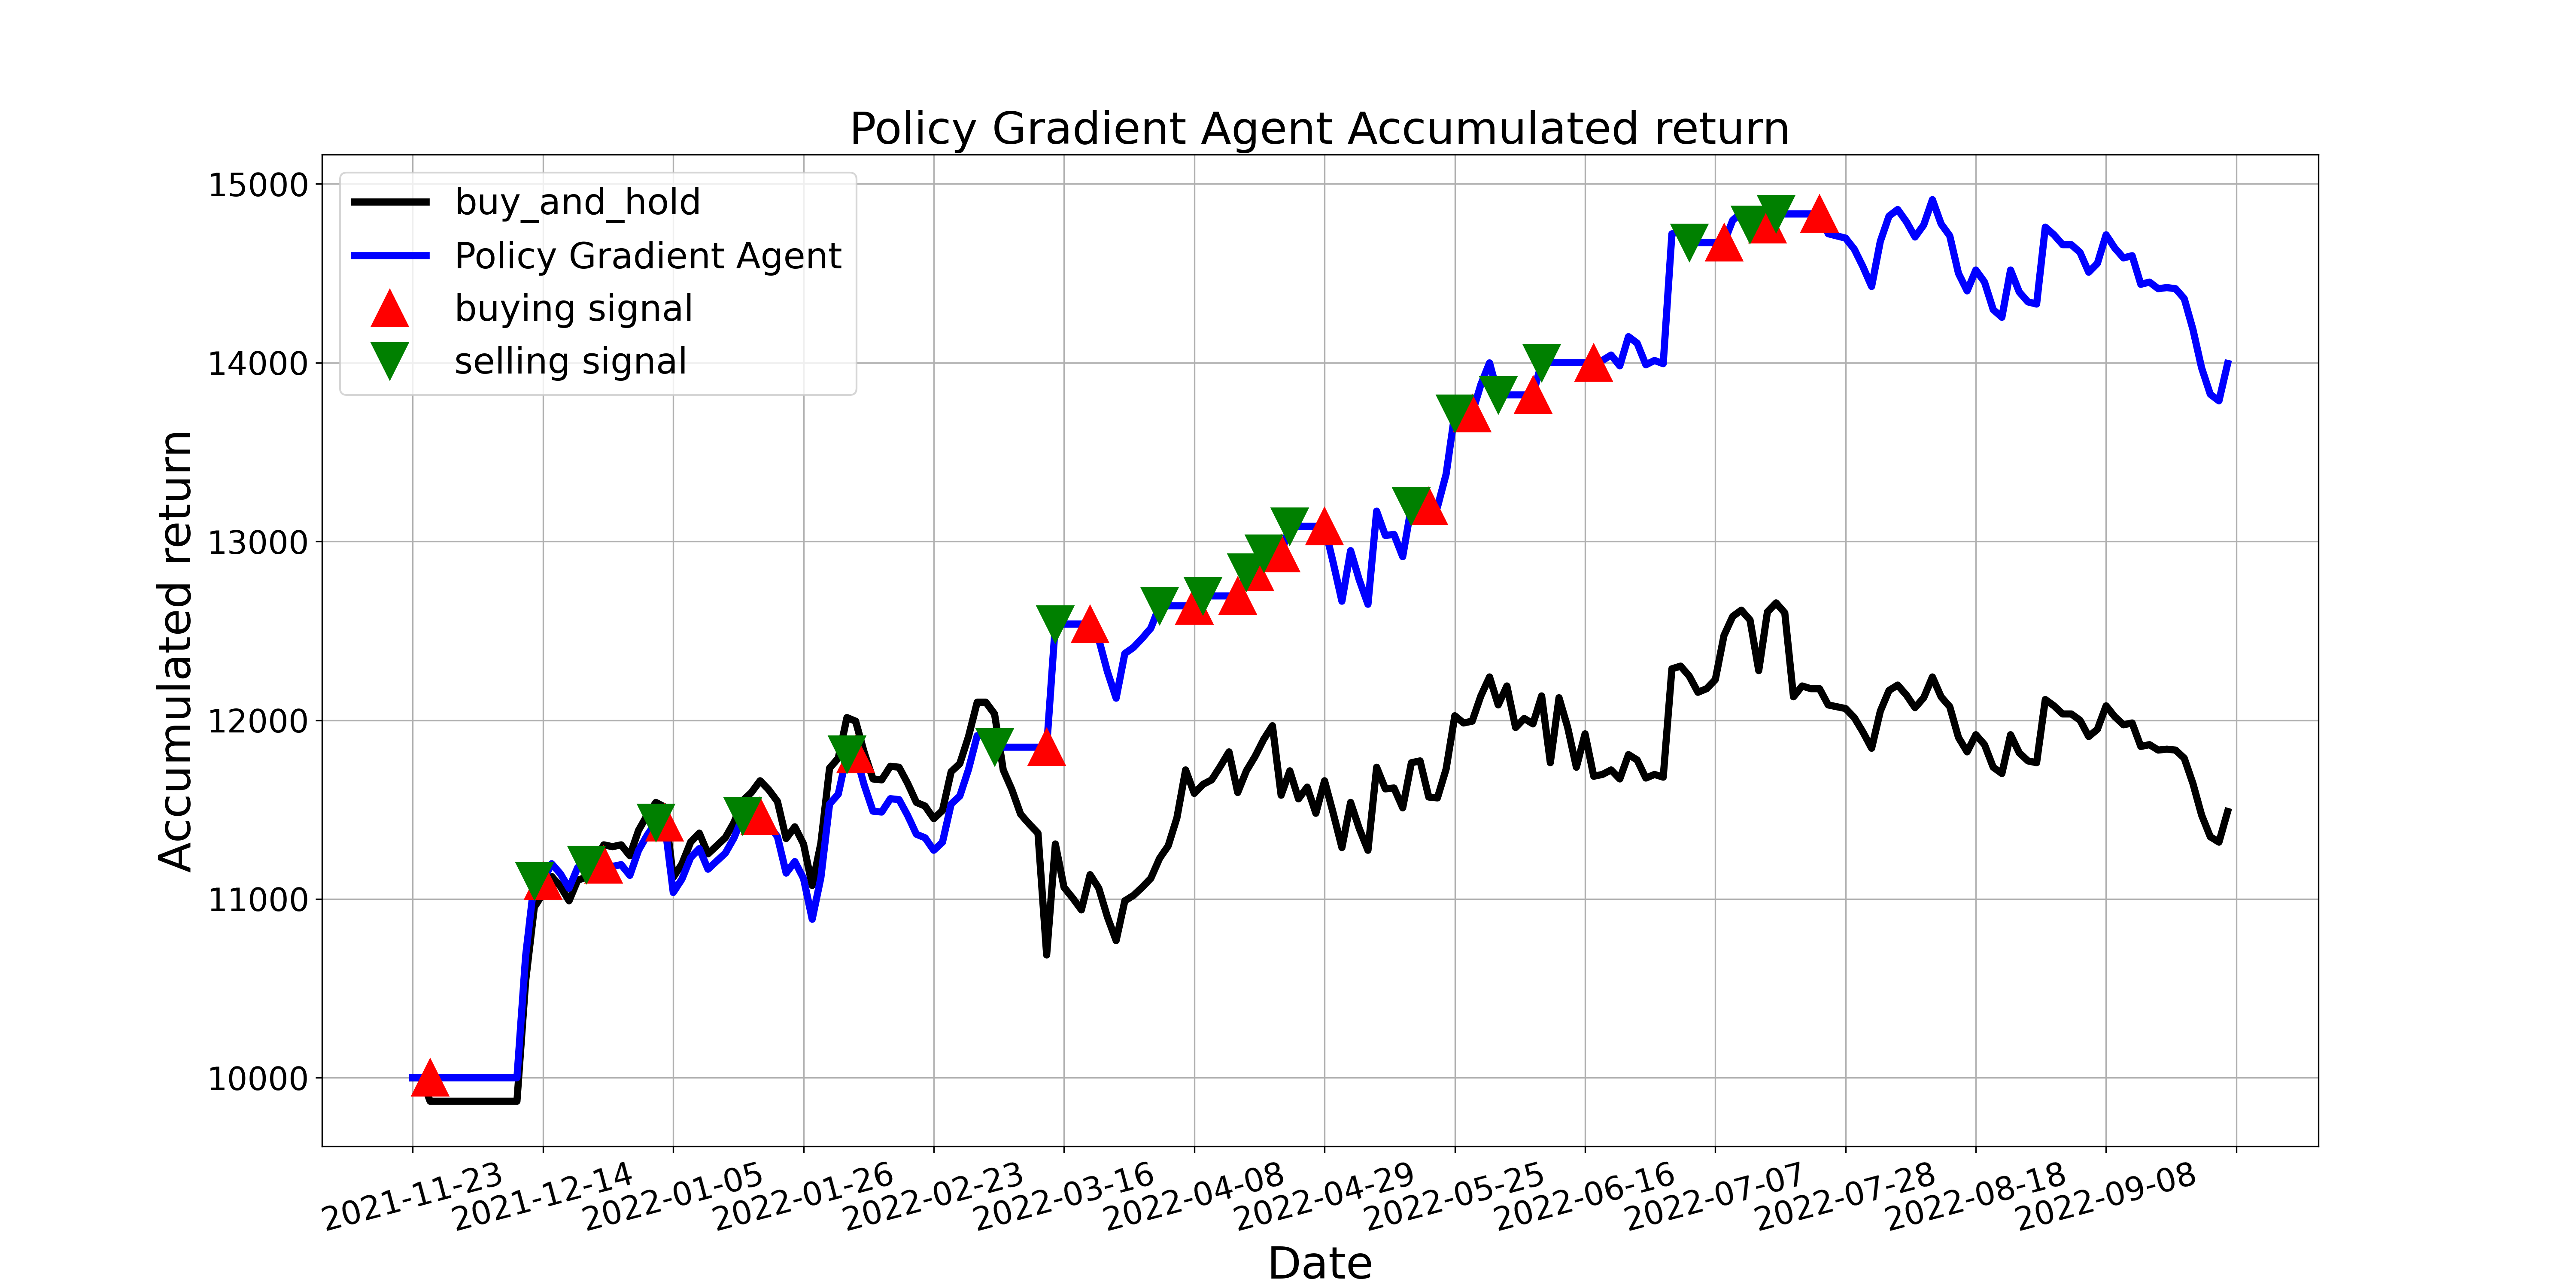 Policy Gradient Agent Accumulated return
15000
14000
13000
12000
11000
10000
Accumulated return
buy_and_hold
Policy Gradient Agent
buying signal
selling signal
2021-11-23
2021-12-14
2022-01-05
2022-01-26
2022-02-23
2022-03-16
2022-04-08
2022-04-29
2022-05-25
2022-06-16
2022-07-07
2022-07-28
2022-08-18
2022-09-08
Date